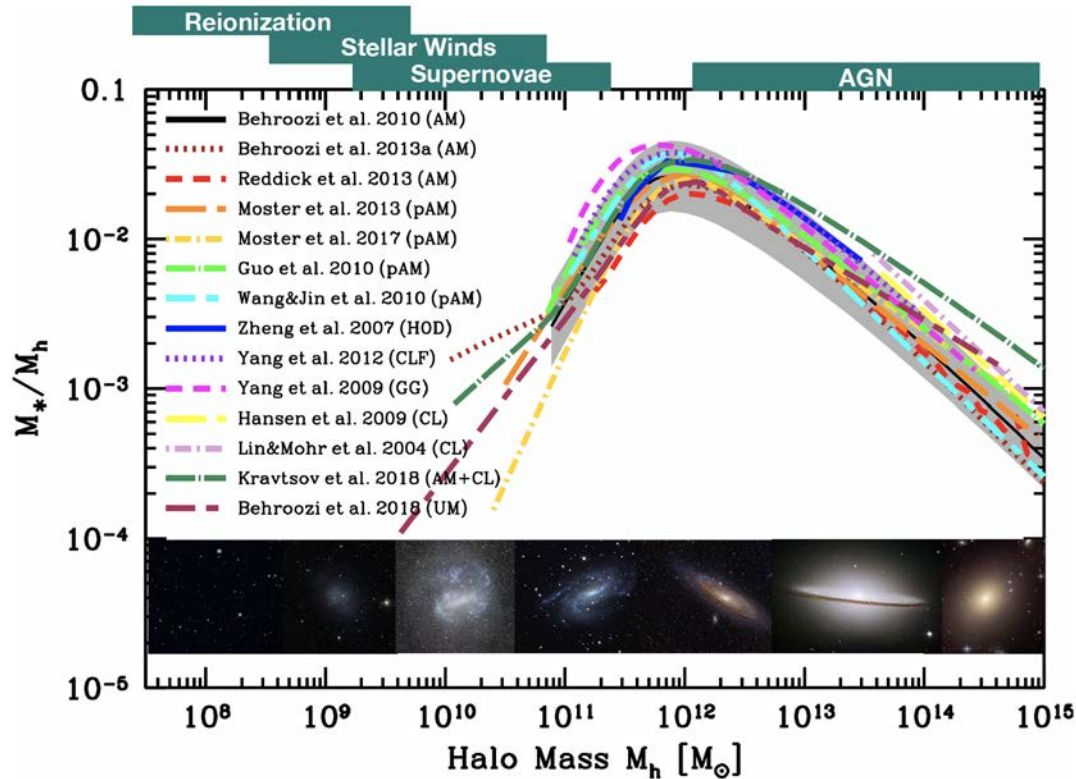 Reionization
Stellar Winds
Supernovae
AGN
0.1
10⁻²
10⁻³
10⁻⁴
10⁻⁵
M*/Mh
Behroozi et al. 2010 (AM)
Behroozi et al. 2013a (AM)
Reddick et al. 2013 (AM)
Moster et al. 2013 (pAM)
Moster et al. 2017 (pAM)
Guo et al. 2010 (pAM)
Wang&Jin et al. 2010 (pAM)
Zheng et al. 2007 (HOD)
Yang et al. 2012 (CLF)
Yang et al. 2009 (GG)
Hansen et al. 2009 (CL)
Lin&Mohr et al. 2004 (CL)
Kravtsov et al. 2018 (AM+CL)
Behroozi et al. 2018 (UM)
10⁸ 10⁹ 10¹⁰ 10¹¹ 10¹² 10¹³ 10¹⁴ 10¹⁵
Halo Mass Mh [M⊙]